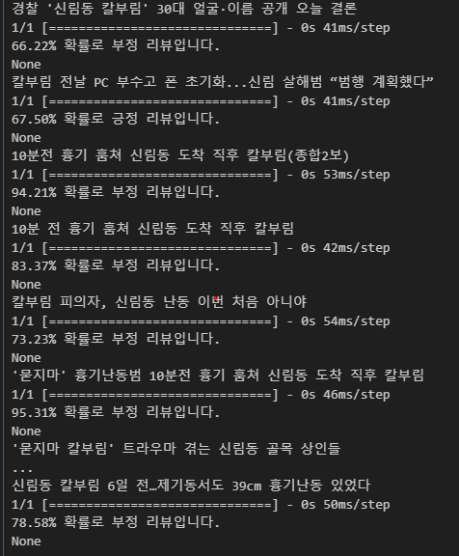 경찰 '신림동 칼부림' 30대 얼굴·이름 공개 오늘 결론
1/1 [==============================] - 0s 41ms/step
66.22% 확률로 부정 리뷰입니다.
None
칼부림 전날 PC 부수고 폰 초기화...신림 살해범 “범행 계획했다”
1/1 [==============================] - 0s 41ms/step
67.50% 확률로 긍정 리뷰입니다.
None
10분전 흉기 훔쳐 신림동 도착 직후 칼부림(종합2보)
1/1 [==============================] - 0s 53ms/step
94.21% 확률로 부정 리뷰입니다.
None
10분 전 흉기 훔쳐 신림동 도착 직후 칼부림
1/1 [==============================] - 0s 42ms/step
83.37% 확률로 부정 리뷰입니다.
None
칼부림 피의자, 신림동 난동 이번 처음 아니야
1/1 [==============================] - 0s 54ms/step
73.23% 확률로 부정 리뷰입니다.
None
'묻지마' 흉기난동범 10분전 흉기 훔쳐 신림동 도착 직후 칼부림
1/1 [==============================] - 0s 46ms/step
95.31% 확률로 부정 리뷰입니다.
None
'묻지마 칼부림' 트라우마 겪는 신림동 골목 상인들
...
신림동 칼부림 6일 전…제기동서도 39cm 흉기난동 있었다
1/1 [==============================] - 0s 50ms/step
78.58% 확률로 부정 리뷰입니다.
None